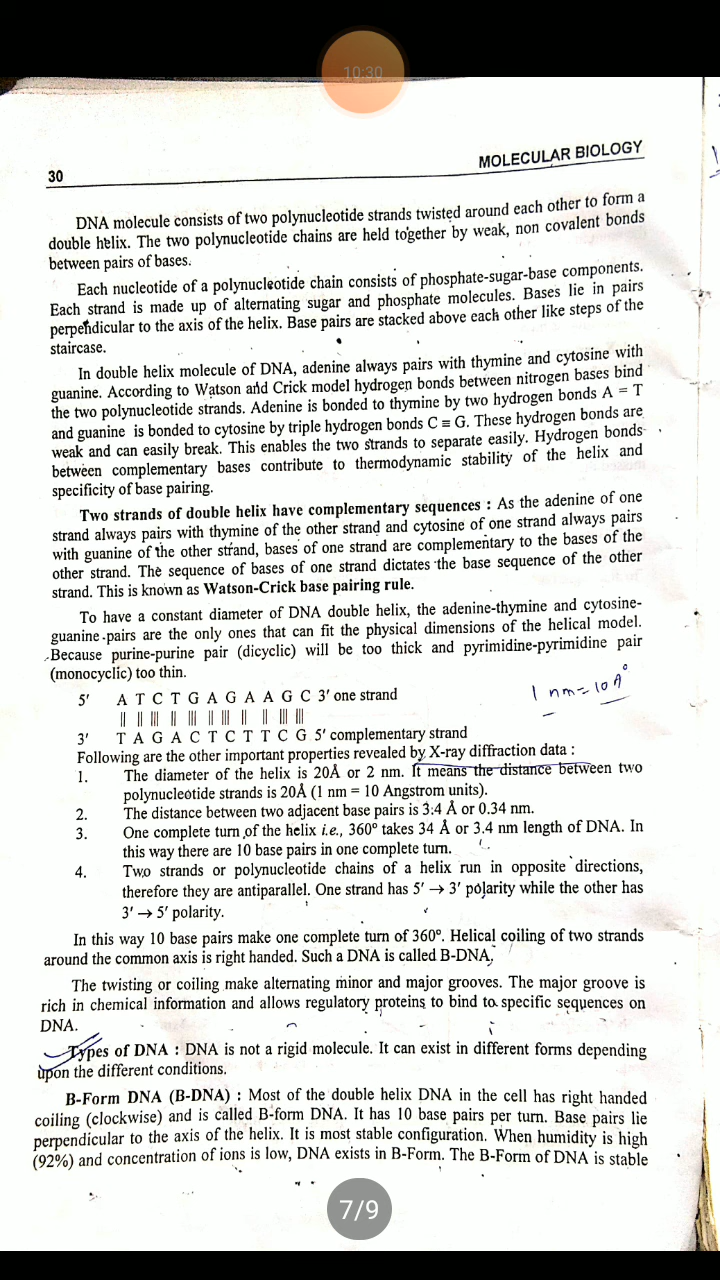 10:30
30
MOLECULAR BIOLOGY
DNA molecule consists of two polynucleotide strands twisted around each other to form a
double helix. The two polynucleotide chains are held together by weak, non covalent bonds
between pairs of bases.
Each nucleotide of a polynucleotide chain consists of phosphate-sugar-base components.
Each strand is made up of alternating sugar and phosphate molecules. Bases lie in pairs
perpendicular to the axis of the helix. Base pairs are stacked above each other like steps of the
staircase.
In double helix molecule of DNA, adenine always pairs with thymine and cytosine with
guanine. According to Watson and Crick model hydrogen bonds between nitrogen bases bind
the two polynucleotide strands. Adenine is bonded to thymine by two hydrogen bonds A = T
and guanine is bonded to cytosine by triple hydrogen bonds C ≡ G. These hydrogen bonds are
weak and can easily break. This enables the two strands to separate easily. Hydrogen bonds
between complementary bases contribute to thermodynamic stability of the helix and
specificity of base pairing.
Two strands of double helix have complementary sequences : As the adenine of one
strand always pairs with thymine of the other strand and cytosine of one strand always pairs
with guanine of the other strand, bases of one strand are complementary to the bases of the
other strand. The sequence of bases of one strand dictates the base sequence of the other
strand. This is known as Watson-Crick base pairing rule.
To have a constant diameter of DNA double helix, the adenine-thymine and cytosine-
guanine pairs are the only ones that can fit the physical dimensions of the helical model.
Because purine-purine pair (dicyclic) will be too thick and pyrimidine-pyrimidine pair
(monocyclic) too thin.
1 nm = 10 A°
5′ A T C T G A G A A G C 3′ one strand
3′ T A G A C T C T T C G 5′ complementary strand
Following are the other important properties revealed by X-ray diffraction data :
1. The diameter of the helix is 20Å or 2 nm. It means the distance between two
polynucleotide strands is 20Å (1 nm = 10 Angstrom units).
2. The distance between two adjacent base pairs is 3.4 Å or 0.34 nm.
3. One complete turn of the helix i.e., 360° takes 34 Å or 3.4 nm length of DNA. In
this way there are 10 base pairs in one complete turn.
4. Two strands or polynucleotide chains of a helix run in opposite directions,
therefore they are antiparallel. One strand has 5′ → 3′ polarity while the other has
3′ → 5′ polarity.
In this way 10 base pairs make one complete turn of 360°. Helical coiling of two strands
around the common axis is right handed. Such a DNA is called B-DNA.
The twisting or coiling make alternating minor and major grooves. The major groove is
rich in chemical information and allows regulatory proteins to bind to specific sequences on
DNA.
Types of DNA : DNA is not a rigid molecule. It can exist in different forms depending
upon the different conditions.
B-Form DNA (B-DNA) : Most of the double helix DNA in the cell has right handed
coiling (clockwise) and is called B-form DNA. It has 10 base pairs per turn. Base pairs lie
perpendicular to the axis of the helix. It is most stable configuration. When humidity is high
(92%) and concentration of ions is low, DNA exists in B-Form. The B-Form of DNA is stable
7/9